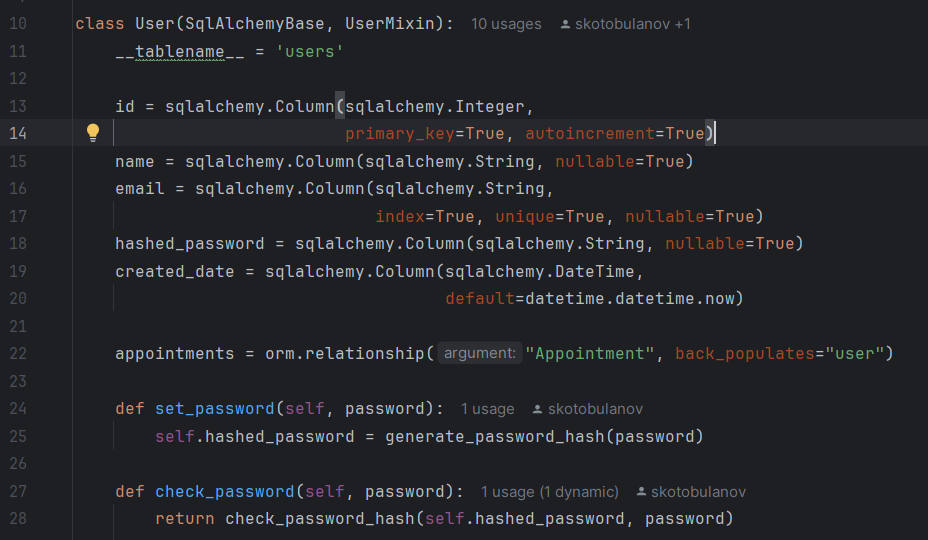 10 class User(SqlAlchemyBase, UserMixin): 10 usages skotobulanov +1
11 __tablename__ = 'users'
12
13 id = sqlalchemy.Column(sqlalchemy.Integer,
14 primary_key=True, autoincrement=True)
15 name = sqlalchemy.Column(sqlalchemy.String, nullable=True)
16 email = sqlalchemy.Column(sqlalchemy.String,
17 index=True, unique=True, nullable=True)
18 hashed_password = sqlalchemy.Column(sqlalchemy.String, nullable=True)
19 created_date = sqlalchemy.Column(sqlalchemy.DateTime,
20 default=datetime.datetime.now)
21
22 appointments = orm.relationship( argument: "Appointment", back_populates="user")
23
24 def set_password(self, password): 1 usage skotobulanov
25 self.hashed_password = generate_password_hash(password)
26
27 def check_password(self, password): 1 usage (1 dynamic) skotobulanov
28 return check_password_hash(self.hashed_password, password)